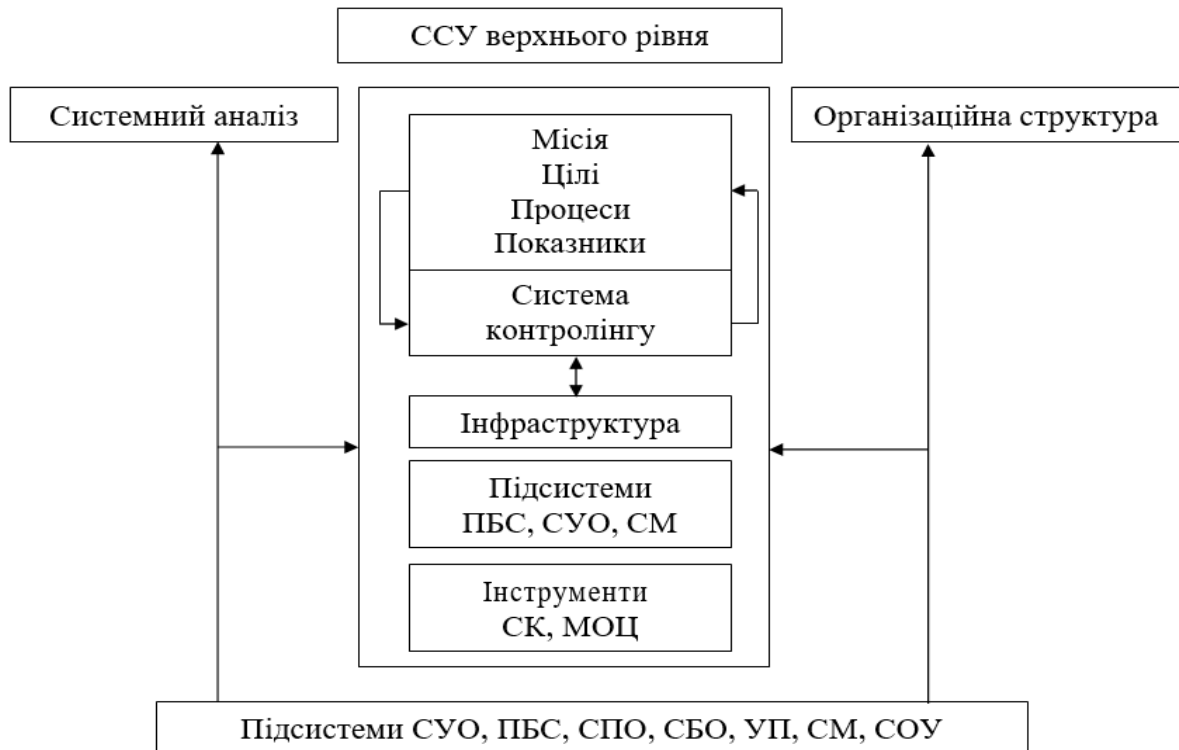 ССУ верхнього рівня
Системний аналіз
Організаційна структура
Місія
Цілі
Процеси
Показники
Система
контролінгу
Інфраструктура
Підсистеми
ПБС, СУО, СМ
Інструменти
СК, МОЦ
Підсистеми СУО, ПБС, СПО, СБО, УП, СМ, СОУ